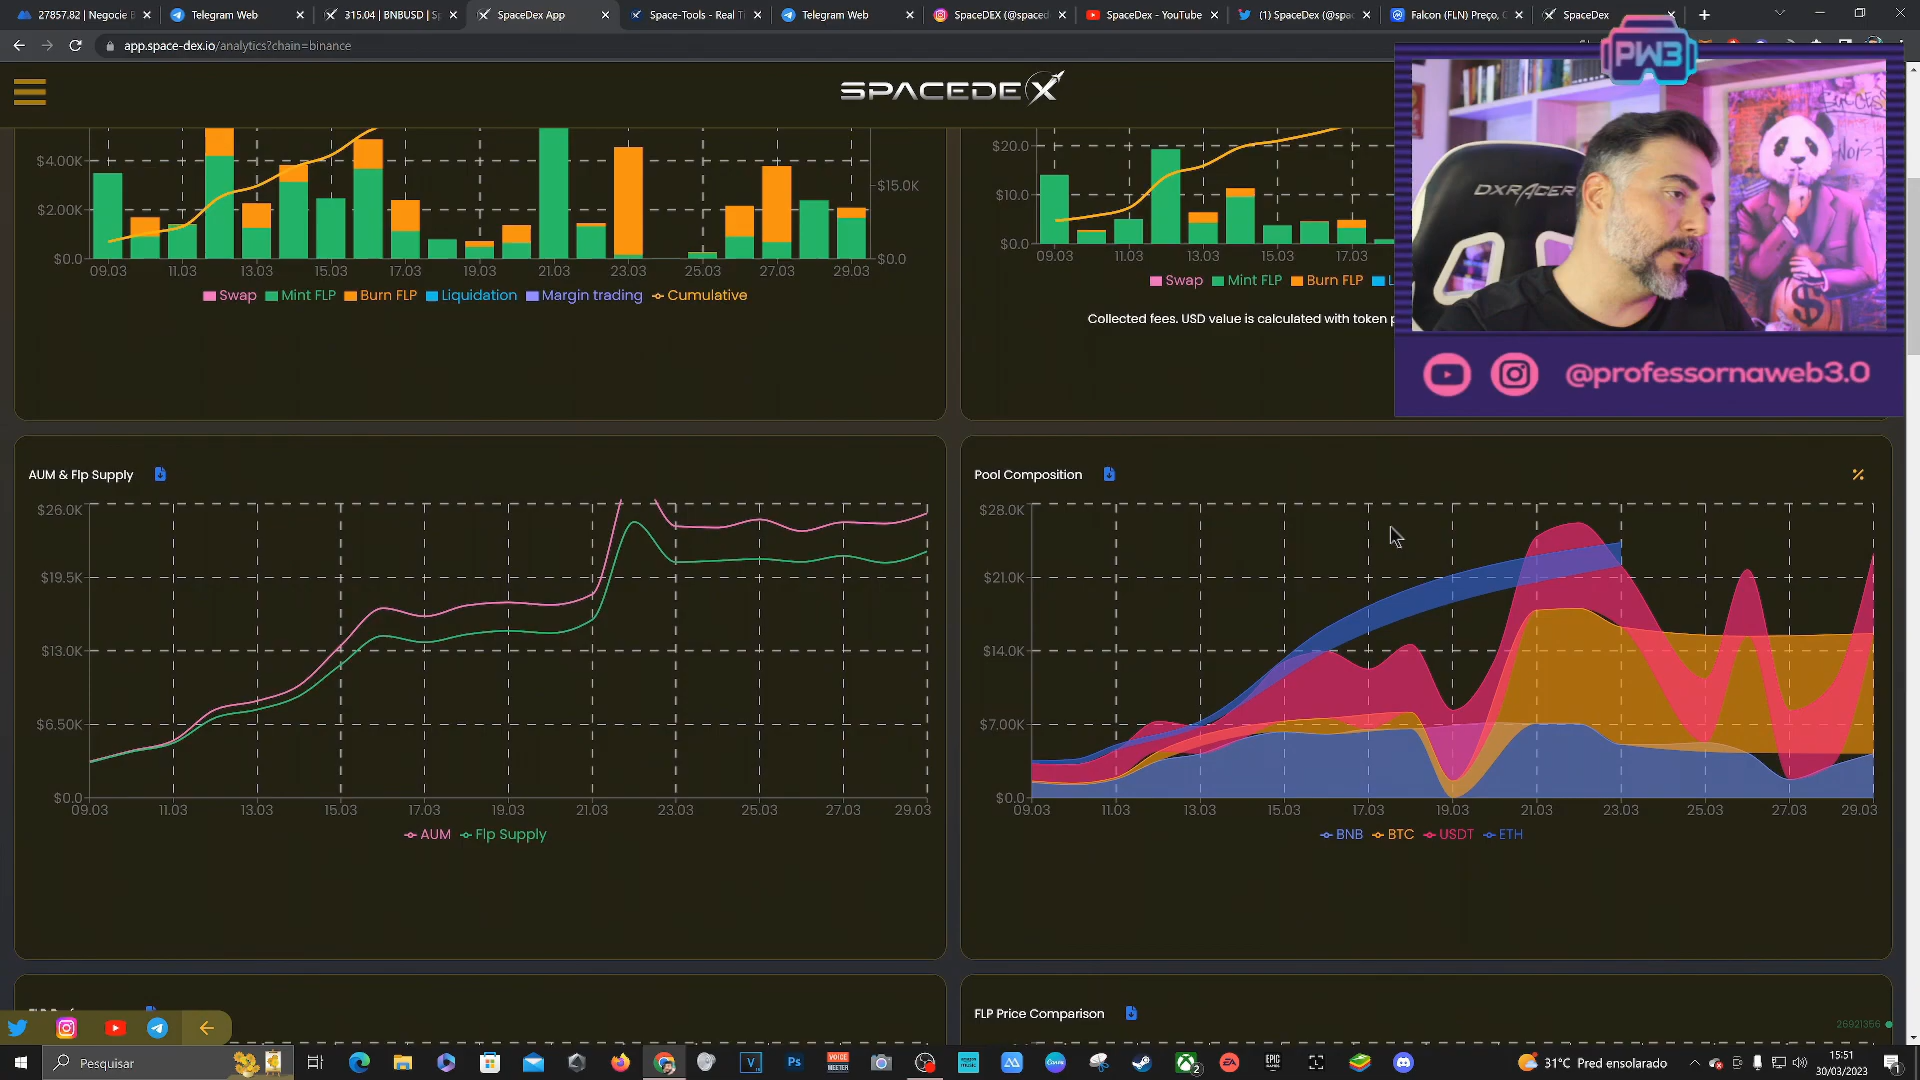 27857.82 | Negocie B
Telegram Web
315.04 | BNBUSD | Sp
SpaceDex App
Space-Tools - Real Ti
Telegram Web
SpaceDEX (@spaced
SpaceDex - YouTube
(1) SpaceDex (@spac
Falcon (FLN) Preço, G
SpaceDex
app.space-dex.io/analytics?chain=binance
PW3
SPACEDEX
$4.00K
$2.00K
$0.0
$15.0K
$0.0
09.03 11.03 13.03 15.03 17.03 19.03 21.03 23.03 25.03 27.03 29.03
Swap Mint FLP Burn FLP Liquidation Margin trading Cumulative
$20.0
$10.0
$0.0
09.03 11.03 13.03 15.03 17.03
Swap Mint FLP Burn FLP L
Collected fees. USD value is calculated with token p
DXRACER
NOISE
$
@professornaweb3.0
AUM & Flp Supply
$26.0K
$19.5K
$13.0K
$6.50K
$0.0
09.03 11.03 13.03 15.03 17.03 19.03 21.03 23.03 25.03 27.03 29.03
AUM Flp Supply
Pool Composition
$28.0K
$21.0K
$14.0K
$7.00K
$0.0
09.03 11.03 13.03 15.03 17.03 19.03 21.03 23.03 25.03 27.03 29.03
BNB BTC USDT ETH
FLP Price Comparison
26921356
Pesquisar
31°C Pred ensolarado
15:51
30/03/2023